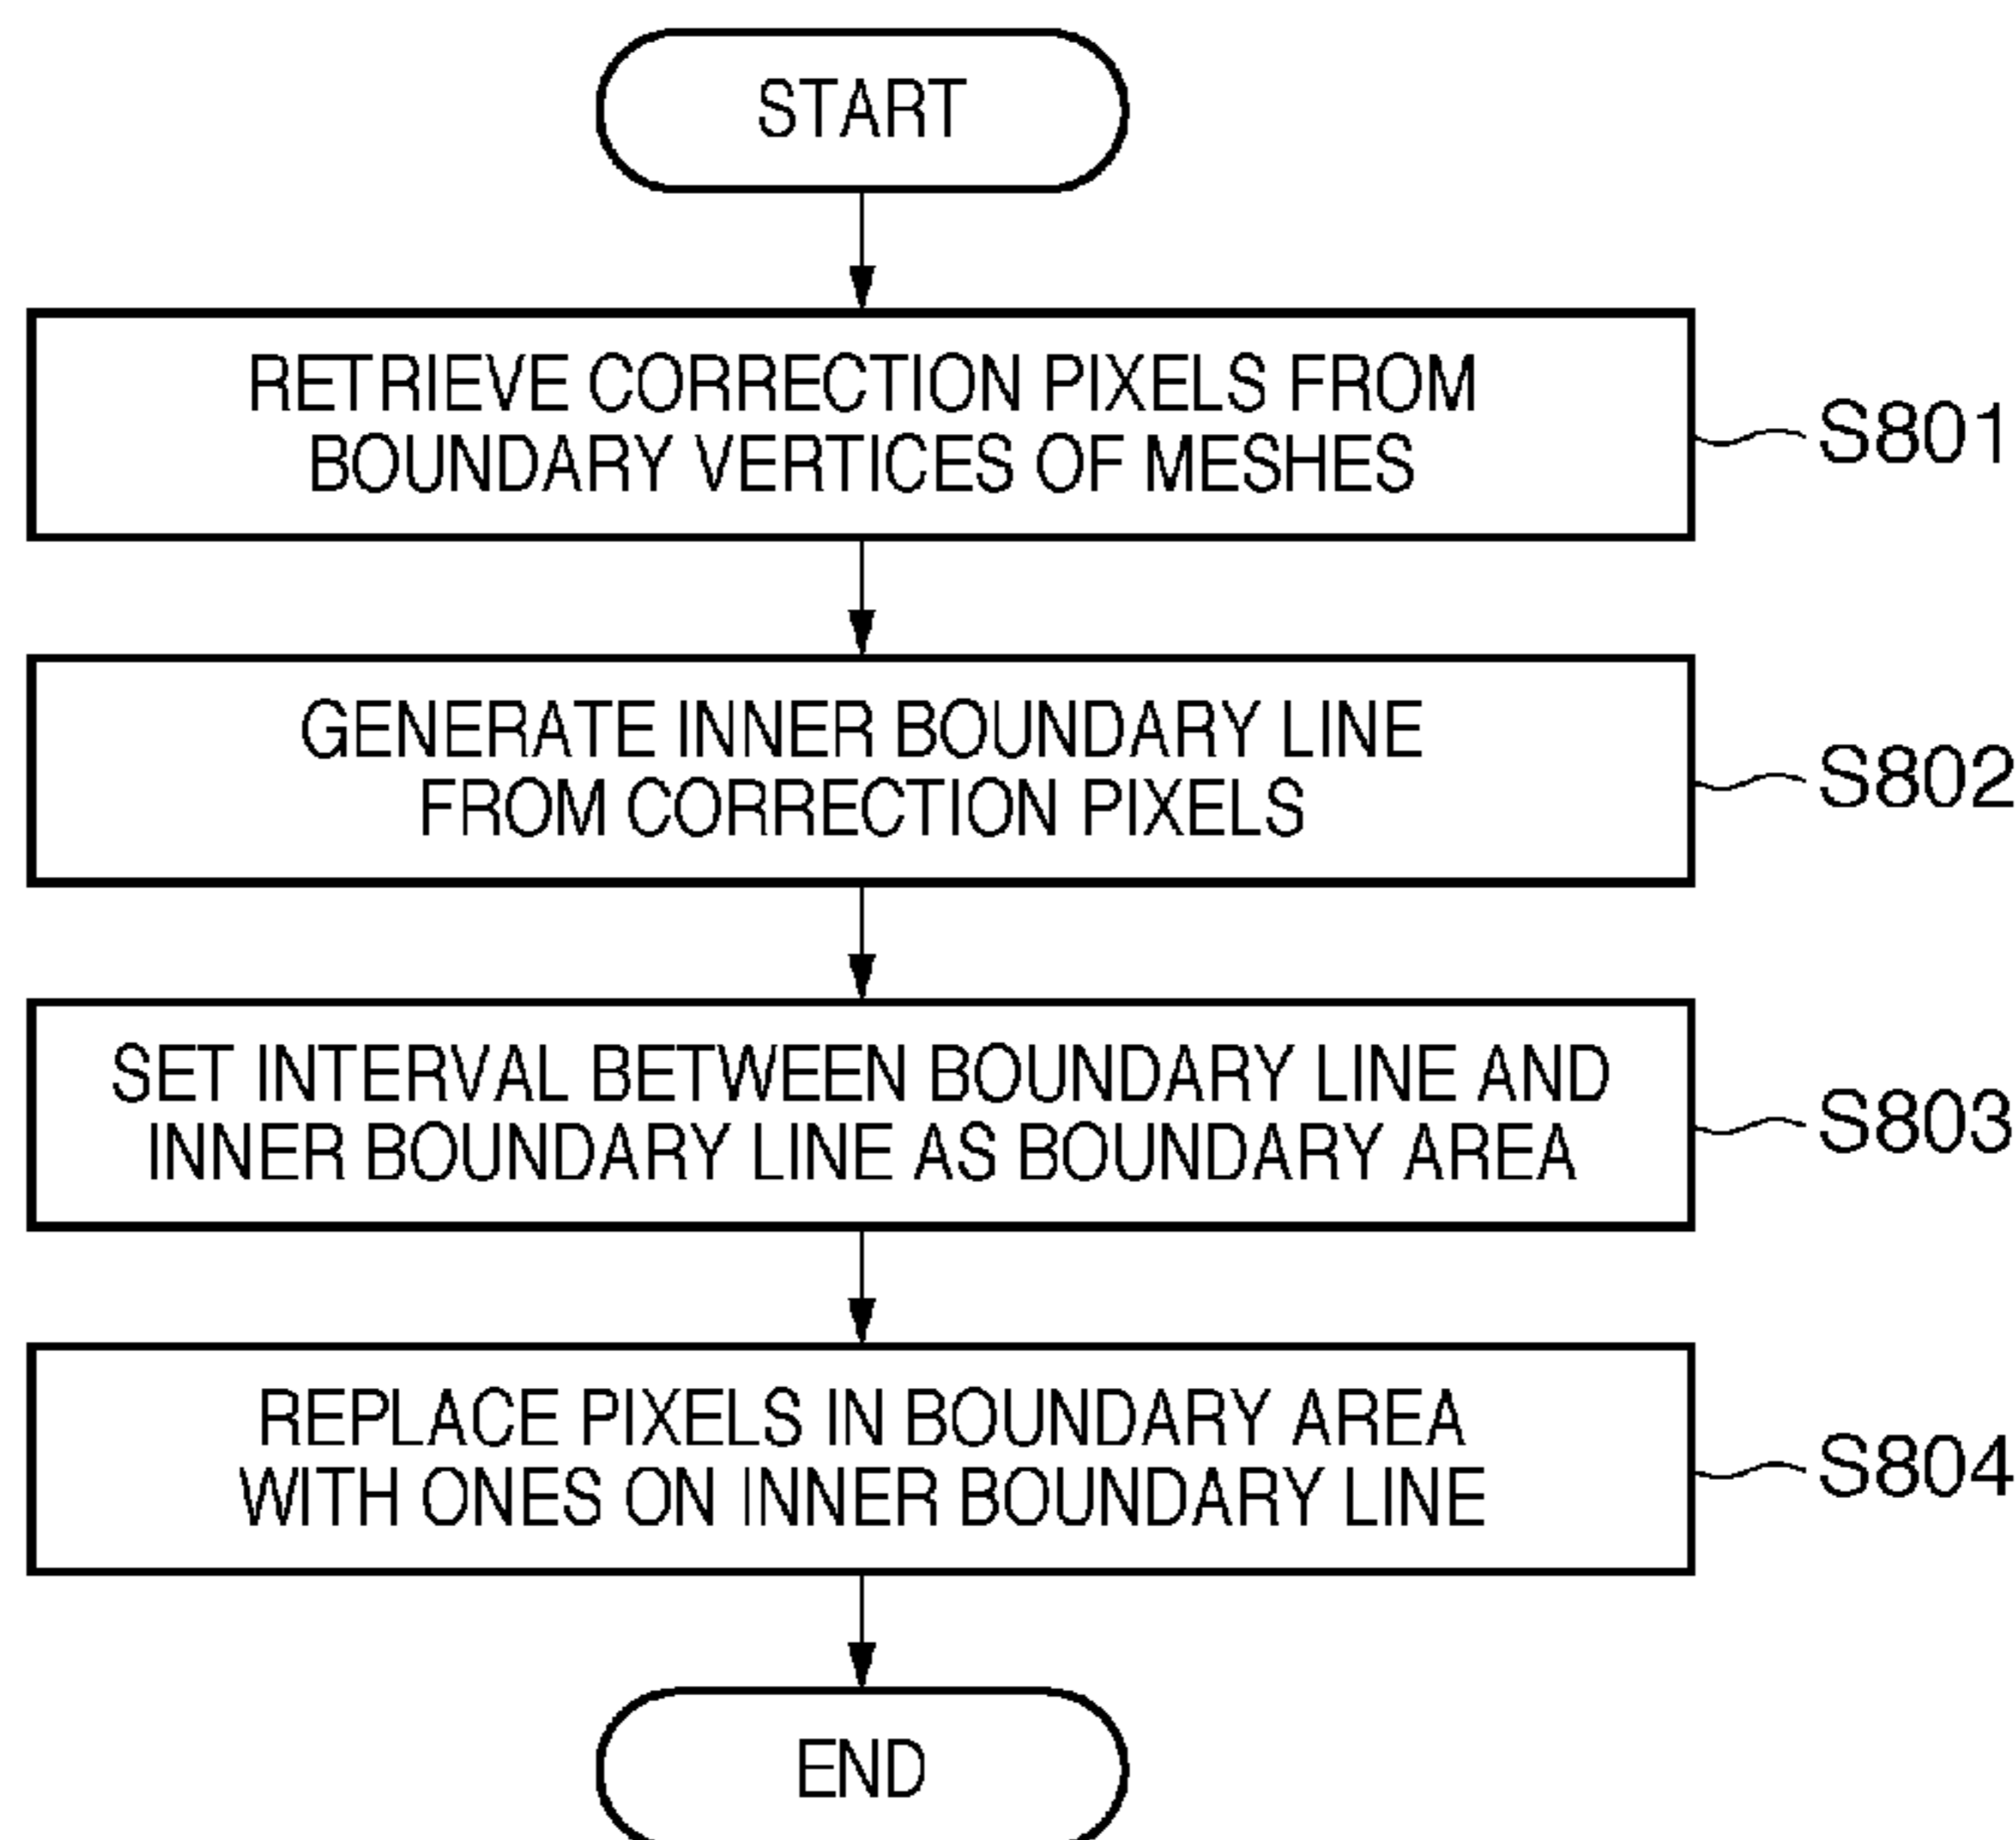 START
RETRIEVE CORRECTION PIXELS FROM
BOUNDARY VERTICES OF MESHES
S801
GENERATE INNER BOUNDARY LINE
FROM CORRECTION PIXELS
S802
SET INTERVAL BETWEEN BOUNDARY LINE AND
INNER BOUNDARY LINE AS BOUNDARY AREA
S803
REPLACE PIXELS IN BOUNDARY AREA
WITH ONES ON INNER BOUNDARY LINE
S804
END